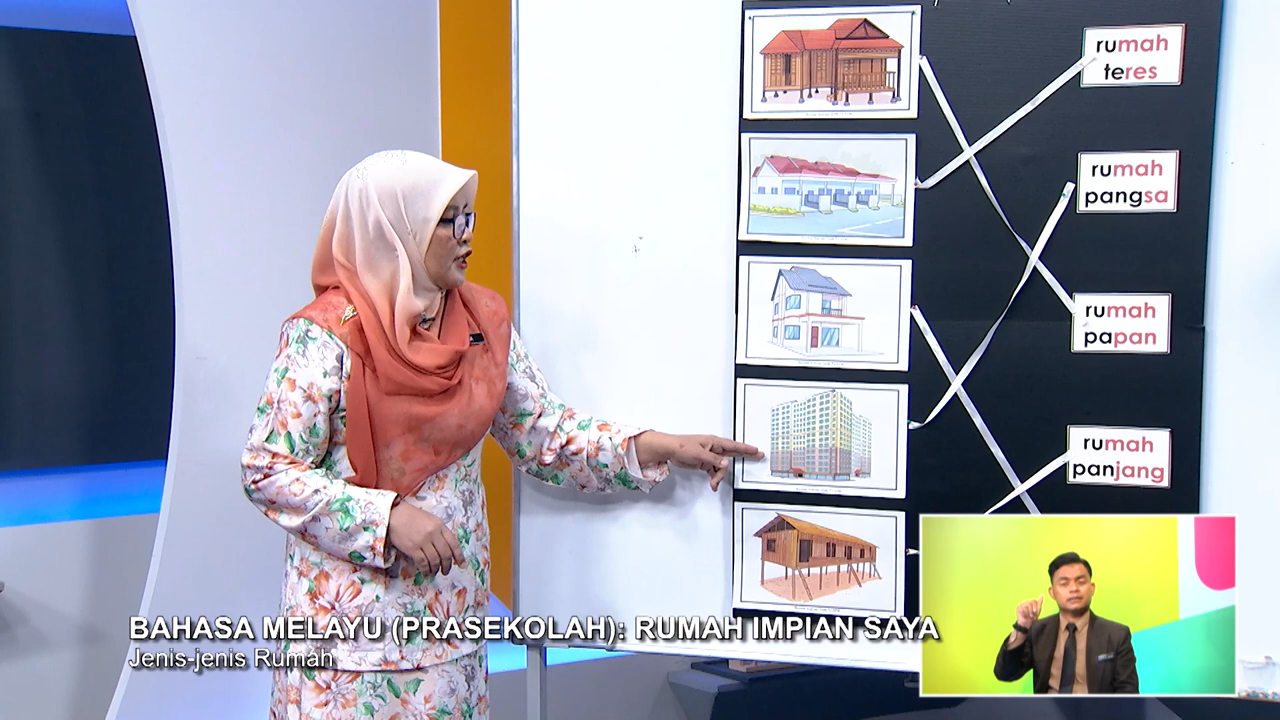 rumah
teres
rumah
pangsa
rumah
papan
rumah
panjang
BAHASA MELAYU (PRASEKOLAH): RUMAH IMPIAN SAYA
Jenis-jenis Rumah